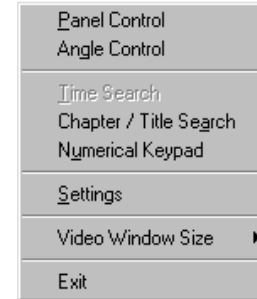 Panel Control
Angle Control
Time Search
Chapter / Title Search
Numerical Keypad
Settings
Video Window Size
Exit